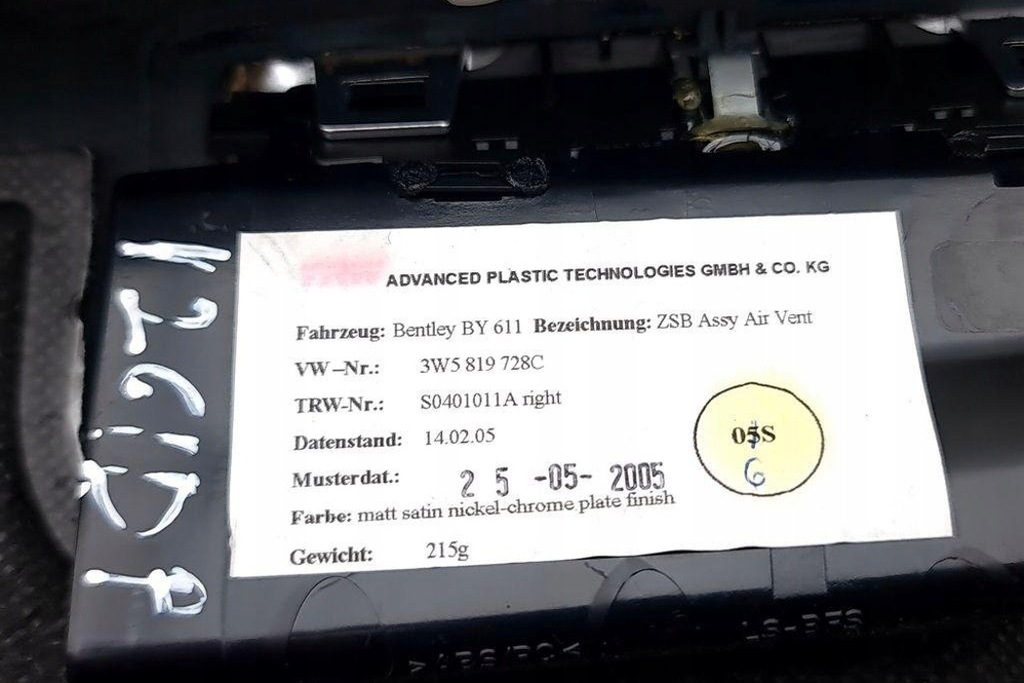 ADVANCED PLASTIC TECHNOLOGIES GMBH & CO. KG
Fahrzeug: Bentley BY 611 Bezeichnung: ZSB Assy Air Vent
VW–Nr.: 3W5 819 728C
TRW-Nr.: S0401011A right
Datenstand: 14.02.05
Musterdat.: 25 -05- 2005
Farbe: matt satin nickel-chrome plate finish
Gewicht: 215g
6
>ABS/PC<